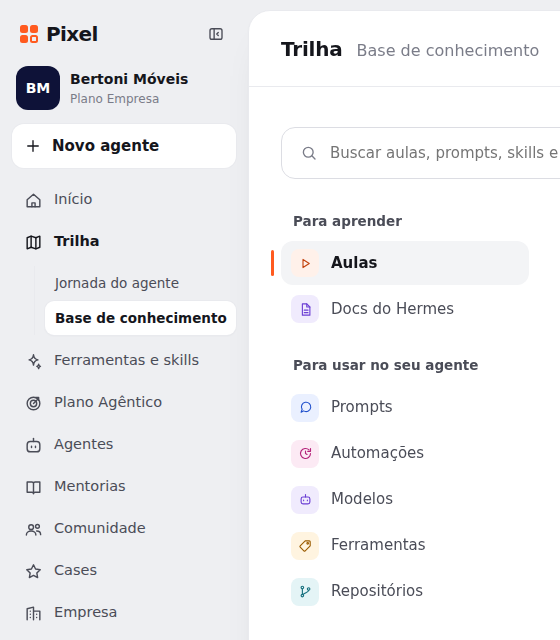 Pixel
BM
Bertoni Móveis
Plano Empresa
Novo agente
Início
Trilha
Jornada do agente
Base de conhecimento
Ferramentas e skills
Plano Agêntico
Agentes
Mentorias
Comunidade
Cases
Empresa
Trilha Base de conhecimento
Buscar aulas, prompts, skills e
Para aprender
Aulas
Docs do Hermes
Para usar no seu agente
Prompts
Automações
Modelos
Ferramentas
Repositórios